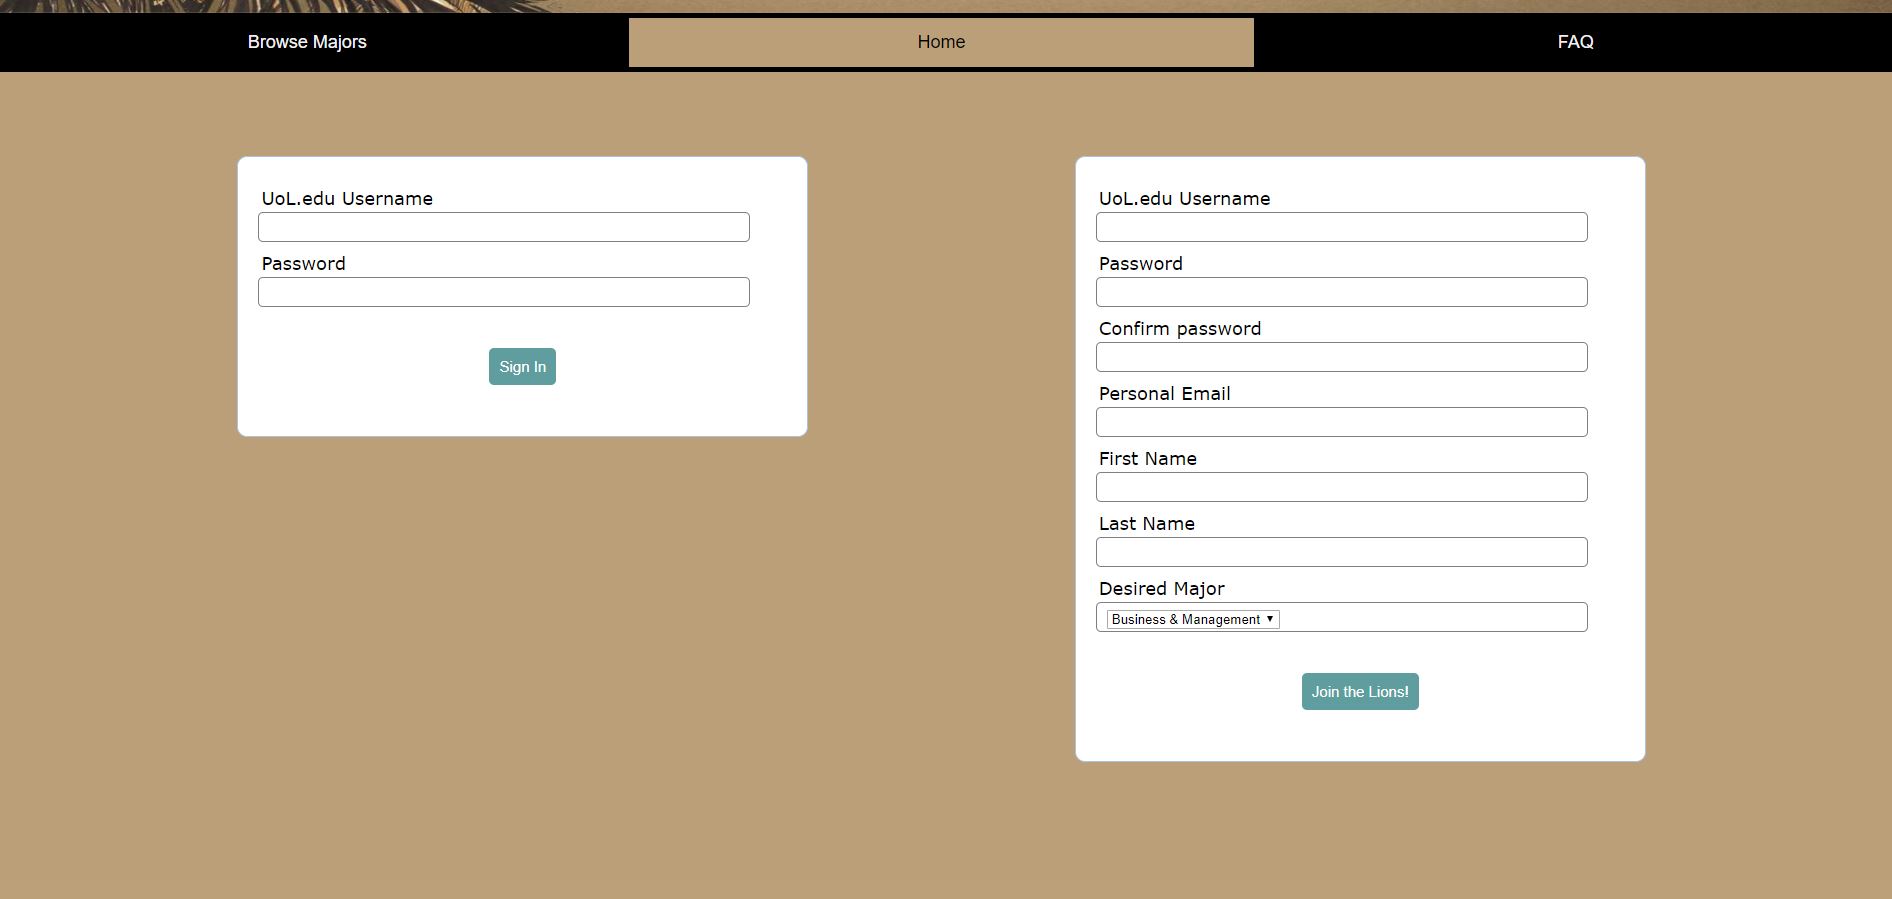 Browse Majors
Home
FAQ
UoL.edu Username
Password
Sign In
UoL.edu Username
Password
Confirm password
Personal Email
First Name
Last Name
Desired Major
Business & Management
Join the Lions!